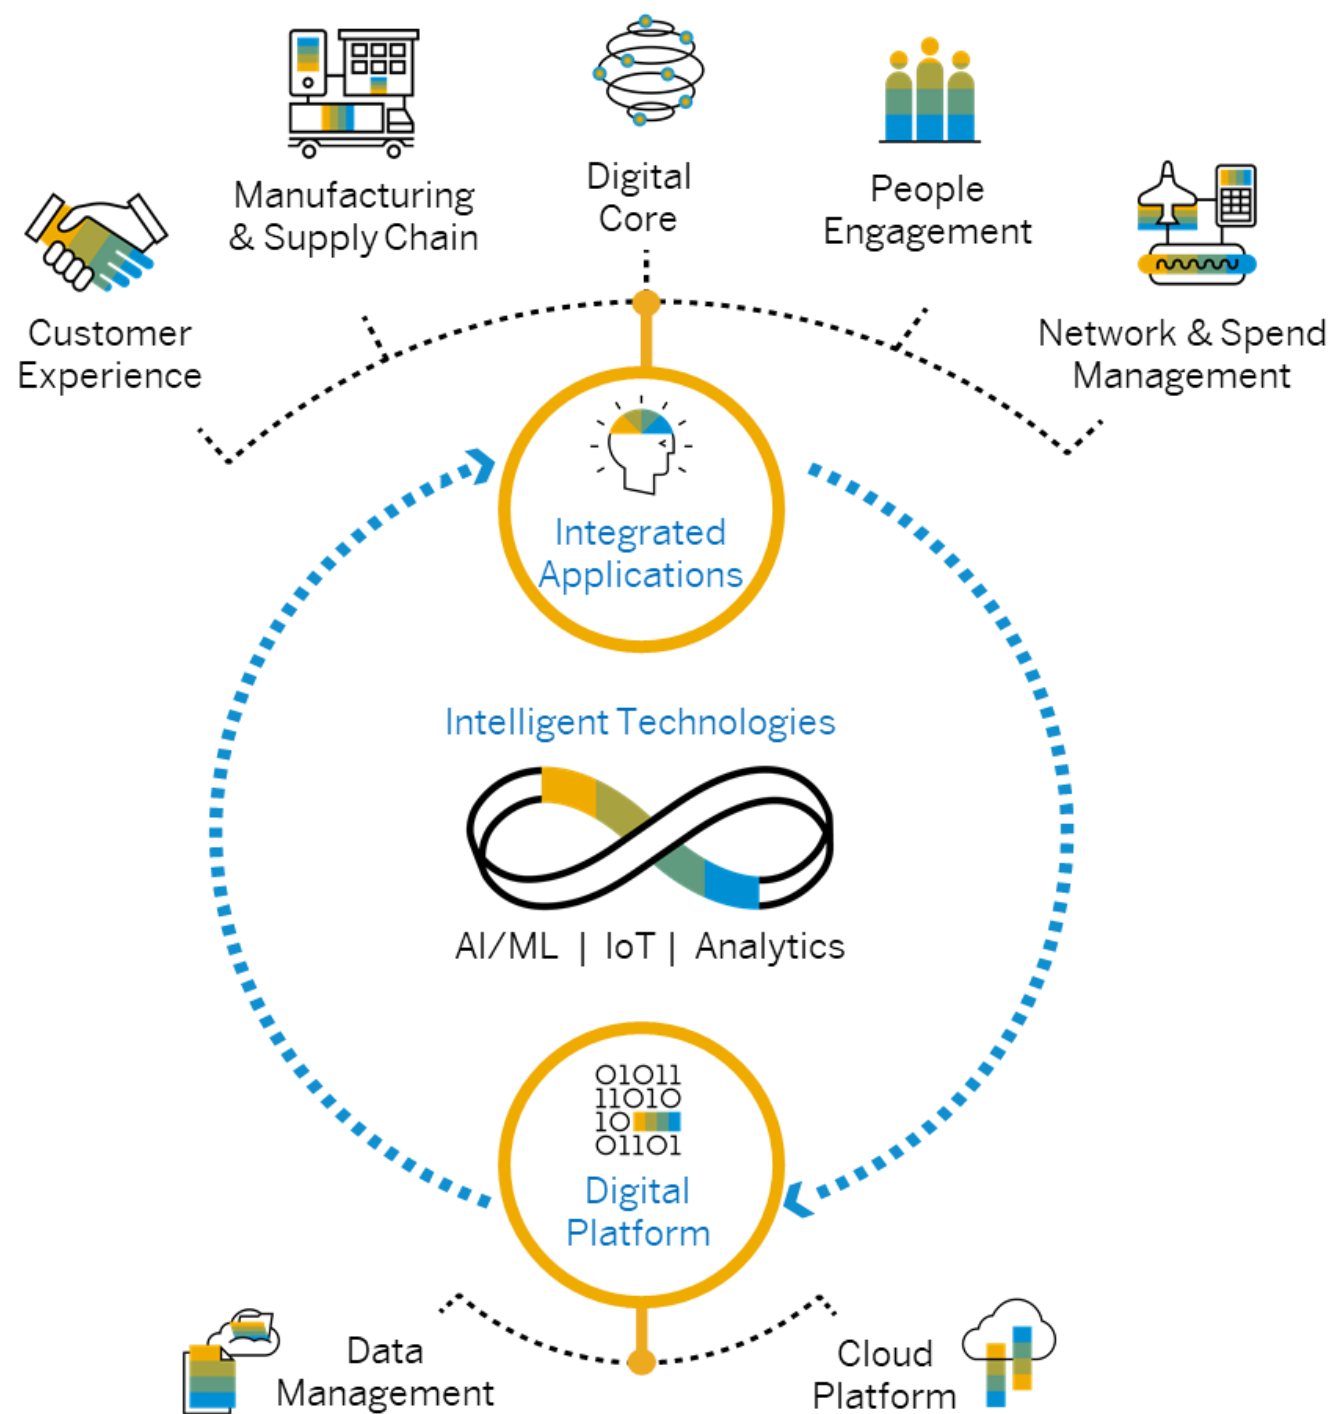 Digital
Core
People
Engagement
Manufacturing
& Supply Chain
Customer
Experience
Network & Spend
Management
Integrated
Applications
Intelligent Technologies
AI/ML | IoT | Analytics
01011
11010
10
01101
Digital
Platform
Data
Management
Cloud
Platform